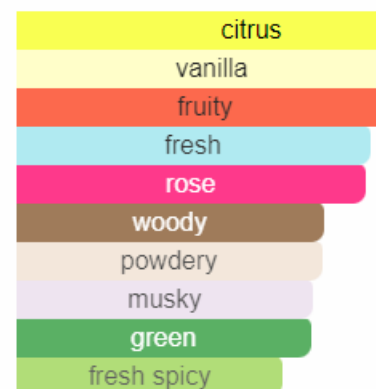 citrus
vanilla
fruity
fresh
rose
woody
powdery
musky
green
fresh spicy